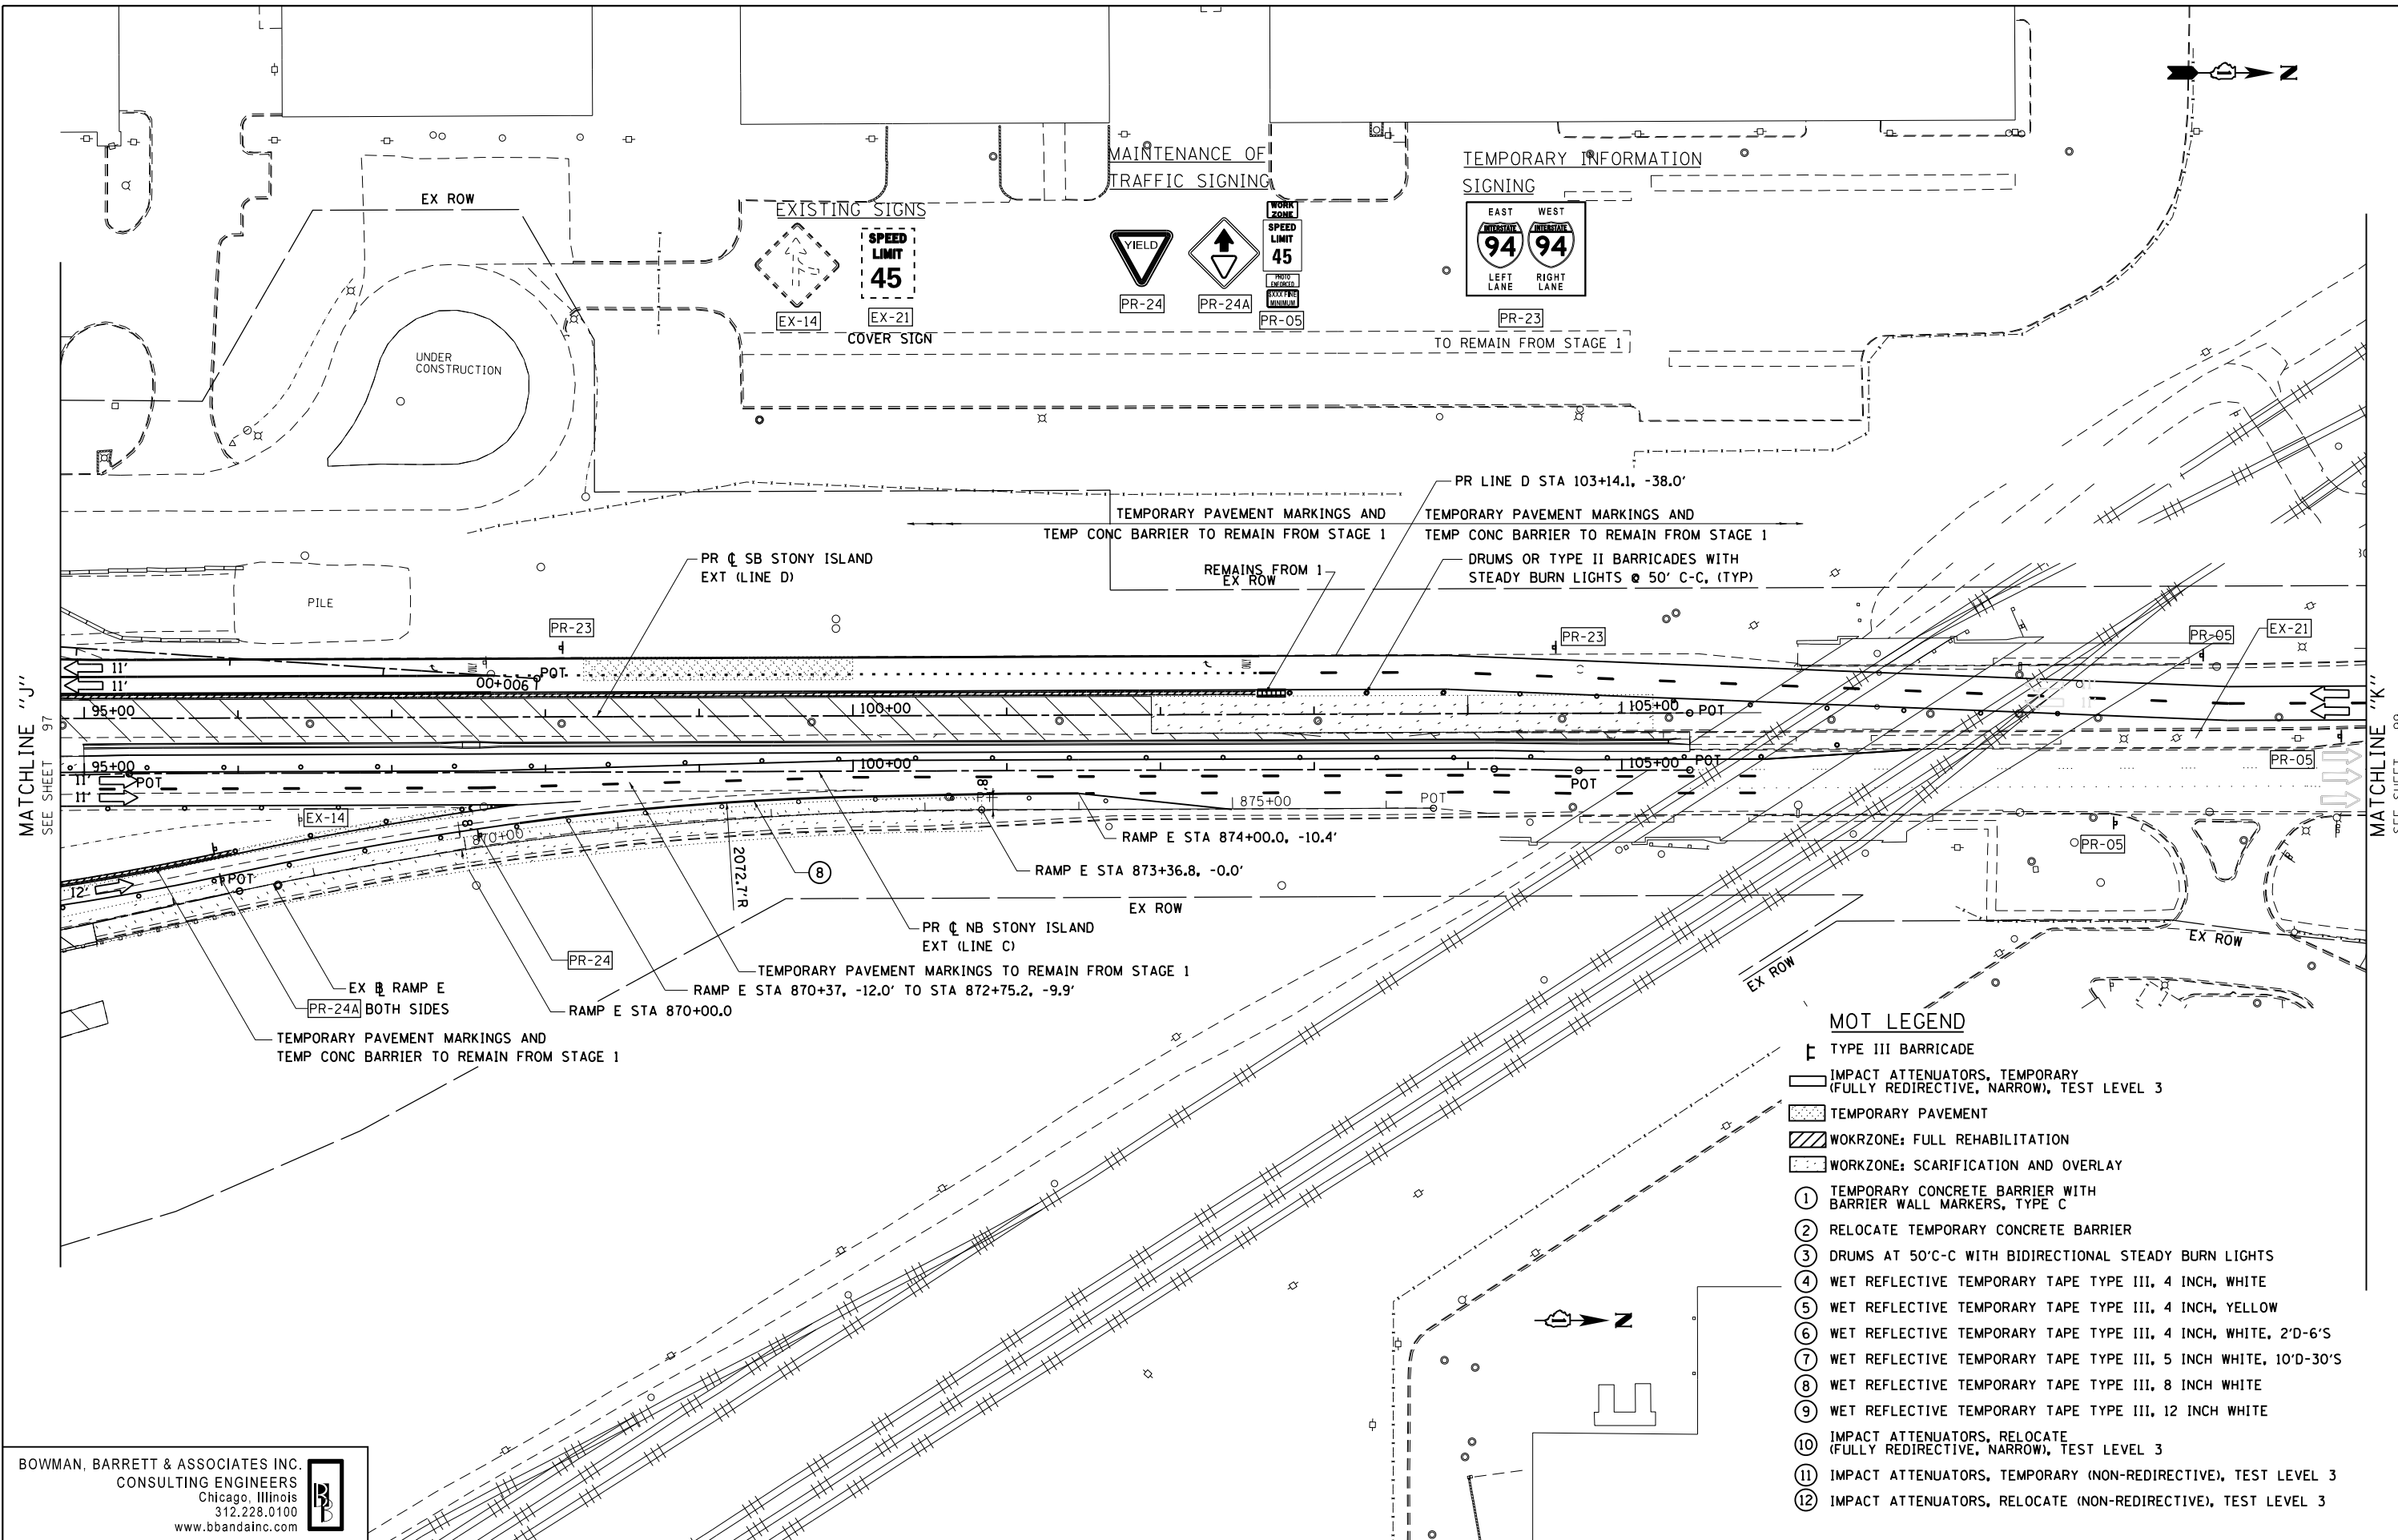 N
MAINTENANCE OF
TRAFFIC SIGNING
TEMPORARY INFORMATION
SIGNING
EX ROW
EXISTING SIGNS
SPEED
LIMIT
45
EX-14
EX-21
COVER SIGN
YIELD
PR-24
PR-24A
WORK
ZONE
SPEED
LIMIT
45
PHOTO
ENFORCED
$XXX FINE
MINIMUM
PR-05
EAST WEST
INTERSTATE INTERSTATE
94 94
LEFT RIGHT
LANE LANE
PR-23
TO REMAIN FROM STAGE 1
UNDER
CONSTRUCTION
PR LINE D STA 103+14.1, -38.0'
TEMPORARY PAVEMENT MARKINGS AND
TEMP CONC BARRIER TO REMAIN FROM STAGE 1
TEMPORARY PAVEMENT MARKINGS AND
TEMP CONC BARRIER TO REMAIN FROM STAGE 1
PR ℄ SB STONY ISLAND
EXT (LINE D)
REMAINS FROM 1
EX ROW
DRUMS OR TYPE II BARRICADES WITH
STEADY BURN LIGHTS @ 50' C-C, (TYP)
PILE
PR-23
PR-23
PR-05
EX-21
11'
11'
POT
900+00
95+00
100+00
105+00
POT
11'
MATCHLINE "J"
SEE SHEET 97
MATCHLINE "K"
SEE SHEET 99
95+00
100+00
105+00
POT
11'
POT
11'
POT
PR-05
8'
PT
875+00
POT
EX-14
8'
870+00
12'
POT
2072.7'R
8
RAMP E STA 874+00.0, -10.4'
RAMP E STA 873+36.8, -0.0'
PR-05
EX ROW
EX ROW
EX ROW
PR ℄ NB STONY ISLAND
EXT (LINE C)
PR-24
TEMPORARY PAVEMENT MARKINGS TO REMAIN FROM STAGE 1
RAMP E STA 870+37, -12.0' TO STA 872+75.2, -9.9'
EX B̲L RAMP E
PR-24A BOTH SIDES
RAMP E STA 870+00.0
TEMPORARY PAVEMENT MARKINGS AND
TEMP CONC BARRIER TO REMAIN FROM STAGE 1
MOT LEGEND
TYPE III BARRICADE
IMPACT ATTENUATORS, TEMPORARY
(FULLY REDIRECTIVE, NARROW), TEST LEVEL 3
TEMPORARY PAVEMENT
WOKRZONE: FULL REHABILITATION
WORKZONE: SCARIFICATION AND OVERLAY
1 TEMPORARY CONCRETE BARRIER WITH
BARRIER WALL MARKERS, TYPE C
2 RELOCATE TEMPORARY CONCRETE BARRIER
3 DRUMS AT 50'C-C WITH BIDIRECTIONAL STEADY BURN LIGHTS
4 WET REFLECTIVE TEMPORARY TAPE TYPE III, 4 INCH, WHITE
5 WET REFLECTIVE TEMPORARY TAPE TYPE III, 4 INCH, YELLOW
6 WET REFLECTIVE TEMPORARY TAPE TYPE III, 4 INCH, WHITE, 2'D-6'S
7 WET REFLECTIVE TEMPORARY TAPE TYPE III, 5 INCH WHITE, 10'D-30'S
8 WET REFLECTIVE TEMPORARY TAPE TYPE III, 8 INCH WHITE
9 WET REFLECTIVE TEMPORARY TAPE TYPE III, 12 INCH WHITE
10 IMPACT ATTENUATORS, RELOCATE
(FULLY REDIRECTIVE, NARROW), TEST LEVEL 3
11 IMPACT ATTENUATORS, TEMPORARY (NON-REDIRECTIVE), TEST LEVEL 3
12 IMPACT ATTENUATORS, RELOCATE (NON-REDIRECTIVE), TEST LEVEL 3
N
BOWMAN, BARRETT & ASSOCIATES INC.
CONSULTING ENGINEERS
Chicago, Illinois
312.228.0100
www.bbandainc.com